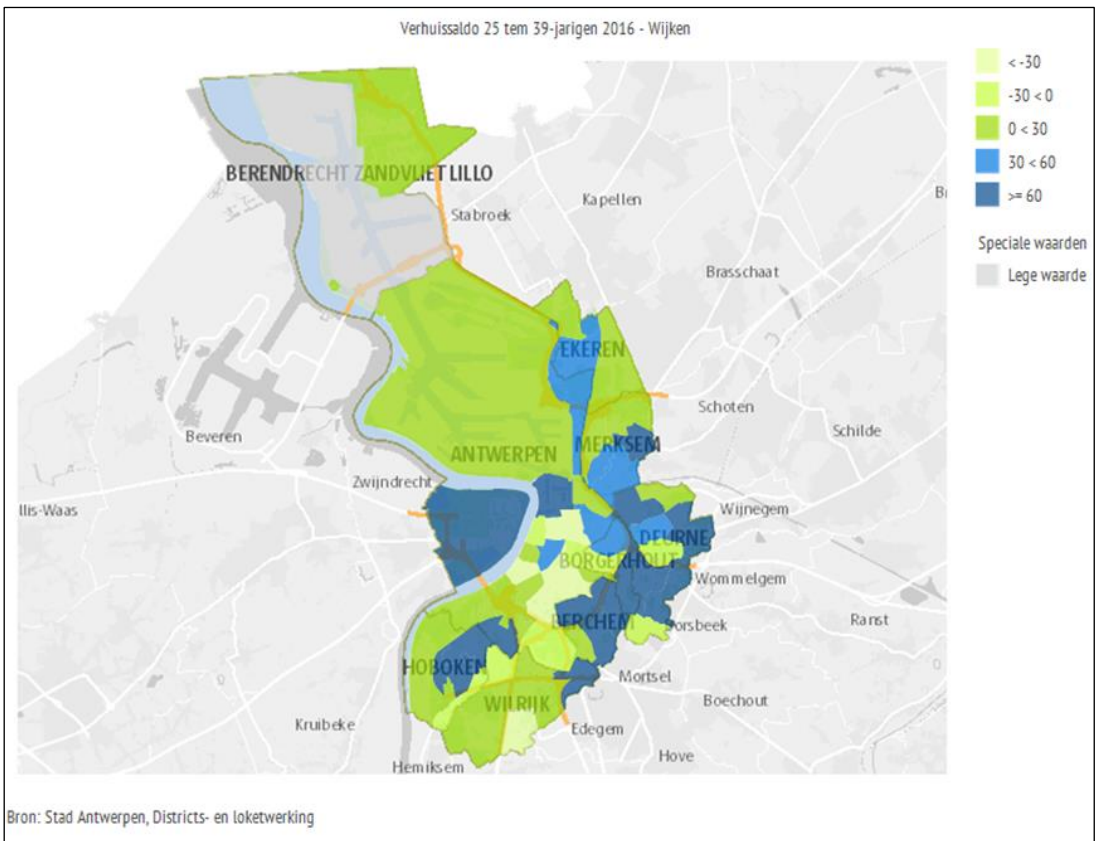 Verhuissaldo 25 tem 39-jarigen 2016 - Wijken
< -30
-30 < 0
0 < 30
30 < 60
>= 60
Speciale waarden
Lege waarde
BERENDRECHT ZANDVLIET LILLO
Stabroek
Kapellen
Brasschaat
EKEREN
Schoten
Schilde
Beveren
MERKSEM
ANTWERPEN
Zwijndrecht
llis-Waas
Wijnegem
DEURNE
BORGERHOUT
Wommelgem
Ranst
BERCHEM
HOBOKEN
Mortsel
Boechout
WILRIJK
Kruibeke
Edegem
Hove
Hemiksem
Bron: Stad Antwerpen, Districts- en loketwerking